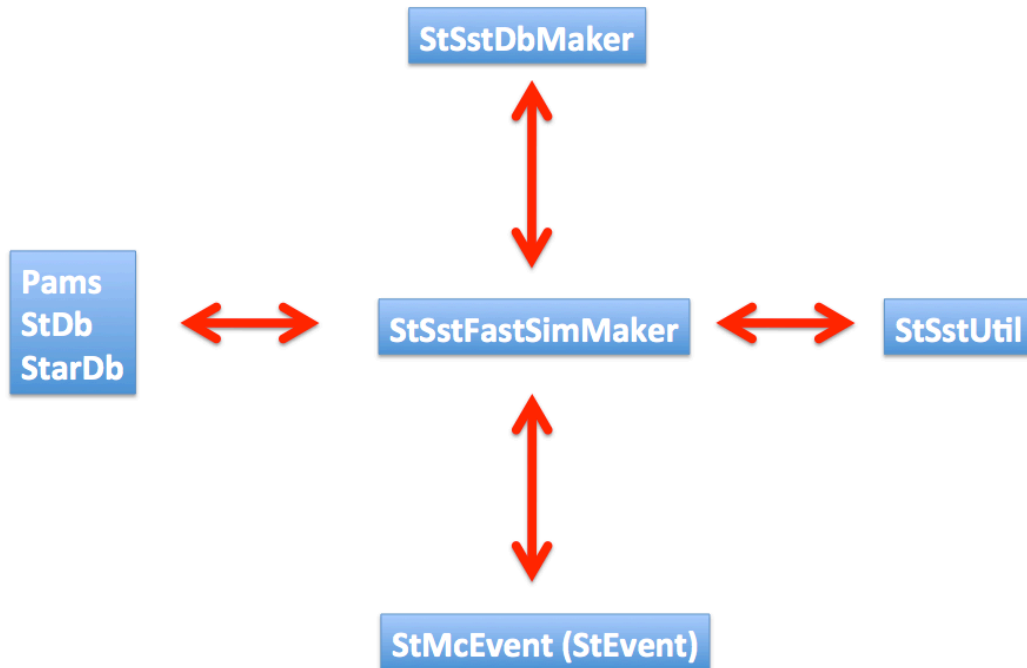 StSstDbMaker
Pams
StDb
StarDb
StSstFastSimMaker
StSstUtil
StMcEvent (StEvent)